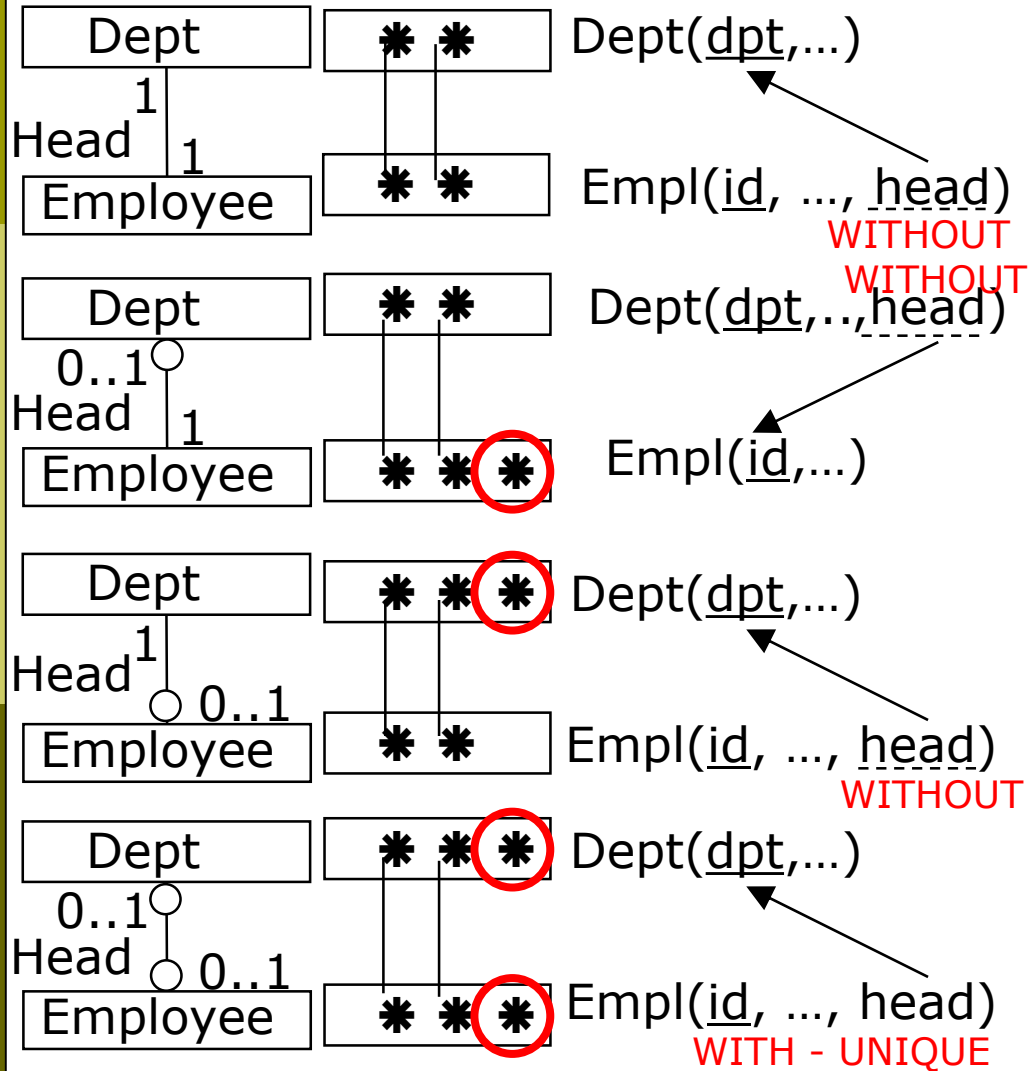 Dept Dept(dpt,...)
1
Head
1
Employee Empl(id, ..., head)
WITHOUT
WITHOUT
Dept Dept(dpt,..,head)
0..1
Head
1
Employee Empl(id,...)
Dept Dept(dpt,...)
1
Head
0..1
Employee Empl(id, ..., head)
WITHOUT
Dept Dept(dpt,...)
0..1
Head
0..1
Employee Empl(id, ..., head)
WITH - UNIQUE